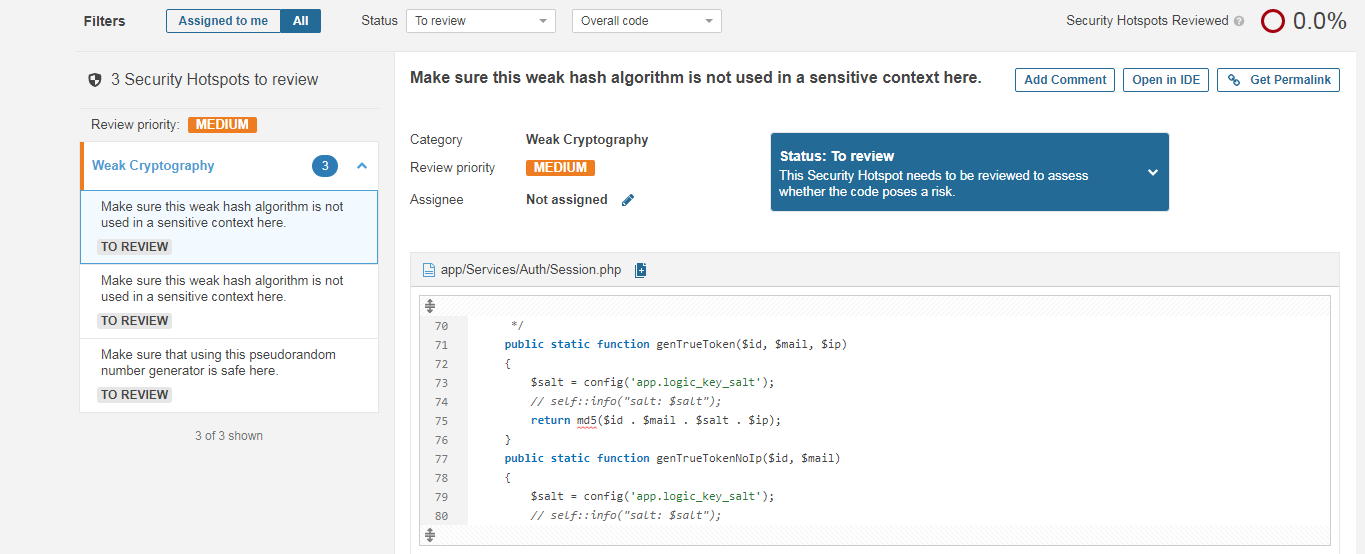 Filters
Assigned to me
All
Status
To review
Overall code
Security Hotspots Reviewed
?
0.0%
3 Security Hotspots to review
Review priority: MEDIUM
Weak Cryptography
3
Make sure this weak hash algorithm is not
used in a sensitive context here.
TO REVIEW
Make sure this weak hash algorithm is not
used in a sensitive context here.
TO REVIEW
Make sure that using this pseudorandom
number generator is safe here.
TO REVIEW
3 of 3 shown
Make sure this weak hash algorithm is not used in a sensitive context here.
Add Comment
Open in IDE
Get Permalink
Category Weak Cryptography
Review priority MEDIUM
Assignee Not assigned
Status: To review
This Security Hotspot needs to be reviewed to assess
whether the code poses a risk.
app/Services/Auth/Session.php
70 */
71 public static function genTrueToken($id, $mail, $ip)
72 {
73 $salt = config('app.logic_key_salt');
74 // self::info("salt: $salt");
75 return md5($id . $mail . $salt . $ip);
76 }
77 public static function genTrueTokenNoIp($id, $mail)
78 {
79 $salt = config('app.logic_key_salt');
80 // self::info("salt: $salt");